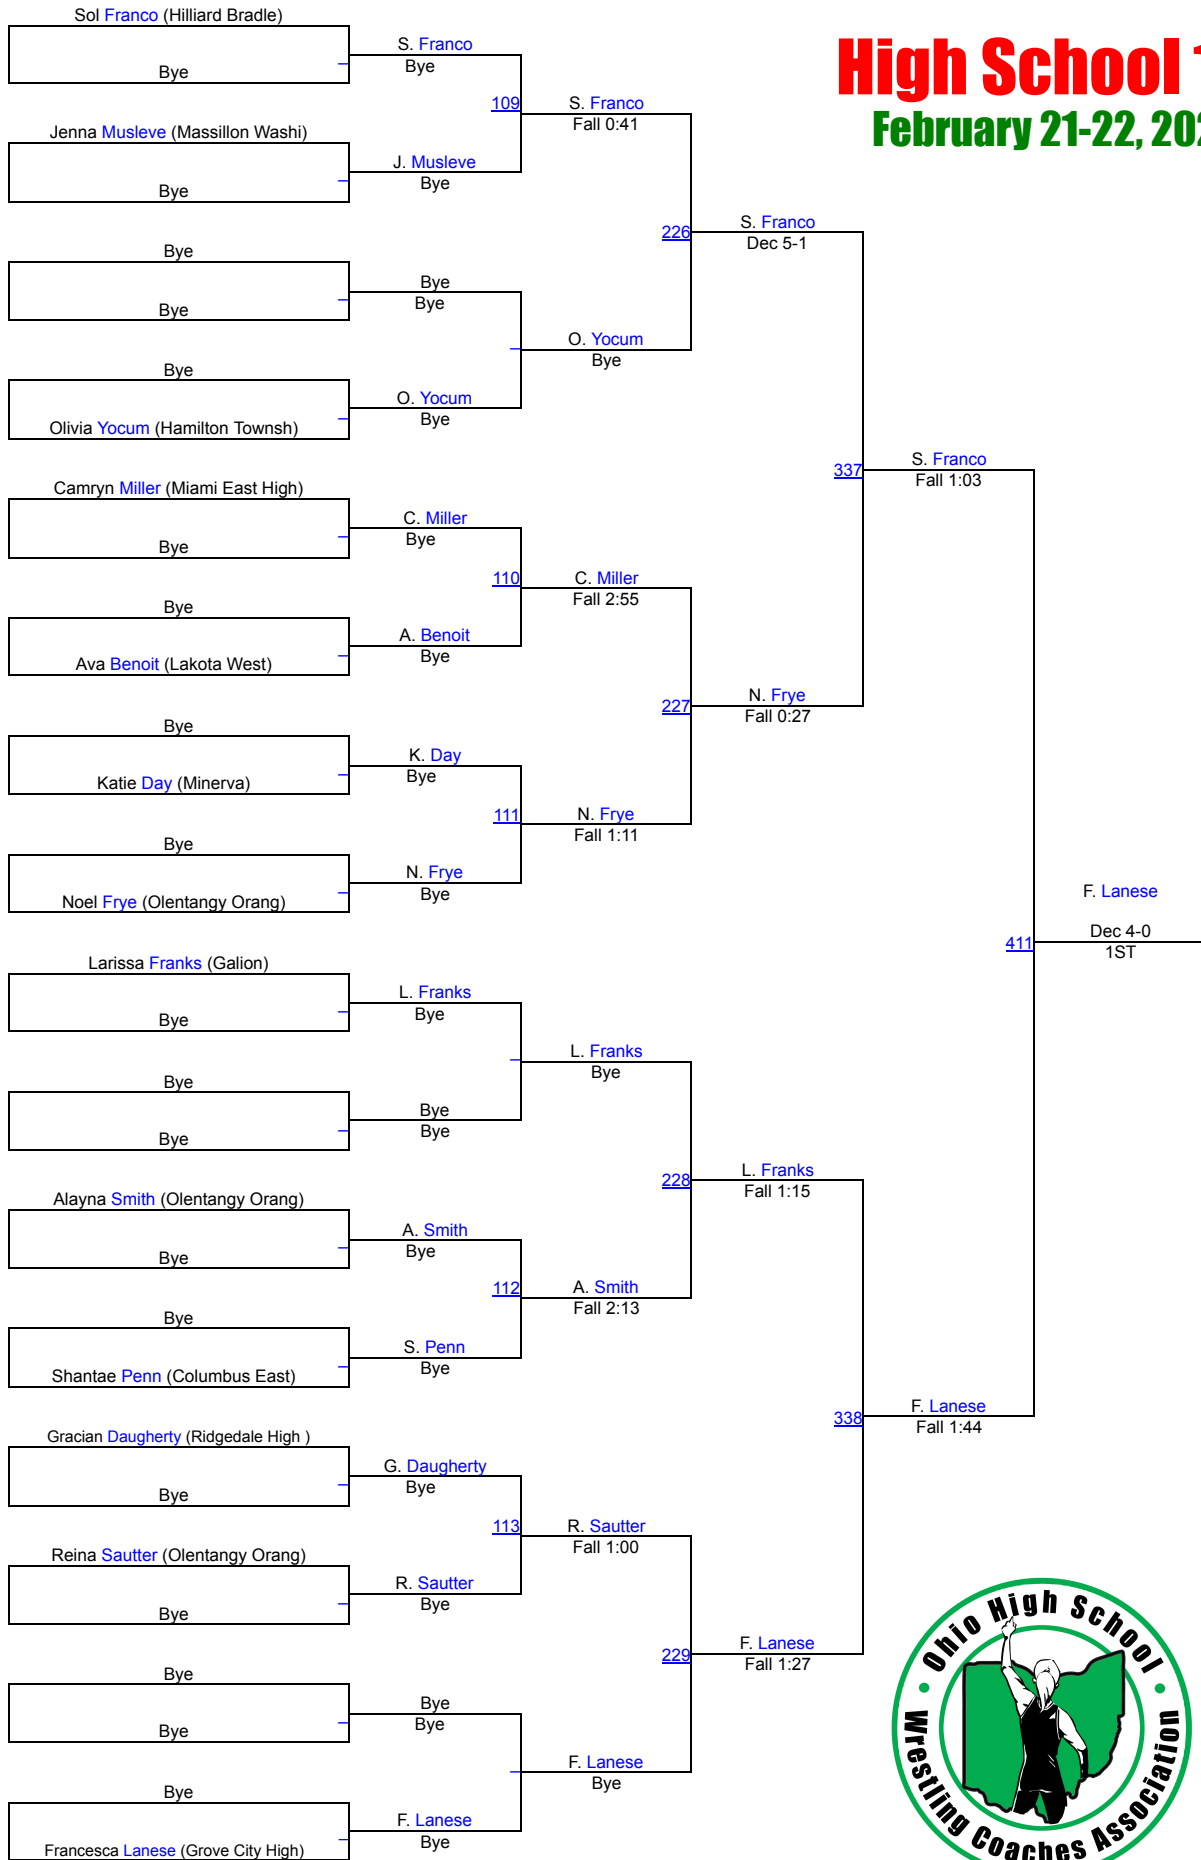 High School 1
February 21-22, 202
Sol Franco (Hilliard Bradle)
Bye
Jenna Musleve (Massillon Washi)
Bye
Bye
Bye
Bye
Olivia Yocum (Hamilton Townsh)
Camryn Miller (Miami East High)
Bye
Bye
Ava Benoit (Lakota West)
Bye
Katie Day (Minerva)
Bye
Noel Frye (Olentangy Orang)
Larissa Franks (Galion)
Bye
Bye
Bye
Alayna Smith (Olentangy Orang)
Bye
Bye
Shantae Penn (Columbus East)
Gracian Daugherty (Ridgedale High )
Bye
Reina Sautter (Olentangy Orang)
Bye
Bye
Bye
Bye
Francesca Lanese (Grove City High)
S. Franco
Bye
109
J. Musleve
Bye
Bye
Bye
O. Yocum
Bye
C. Miller
Bye
110
A. Benoit
Bye
K. Day
Bye
111
N. Frye
Bye
L. Franks
Bye
Bye
Bye
A. Smith
Bye
112
S. Penn
Bye
G. Daugherty
Bye
113
R. Sautter
Bye
Bye
Bye
F. Lanese
Bye
S. Franco
Fall 0:41
226
O. Yocum
Bye
C. Miller
Fall 2:55
227
N. Frye
Fall 1:11
L. Franks
Bye
228
A. Smith
Fall 2:13
R. Sautter
Fall 1:00
229
F. Lanese
Bye
S. Franco
Dec 5-1
337
N. Frye
Fall 0:27
L. Franks
Fall 1:15
338
F. Lanese
Fall 1:27
S. Franco
Fall 1:03
411
F. Lanese
Fall 1:44
F. Lanese
Dec 4-0
1ST
Ohio High School
Wrestling Coaches Association